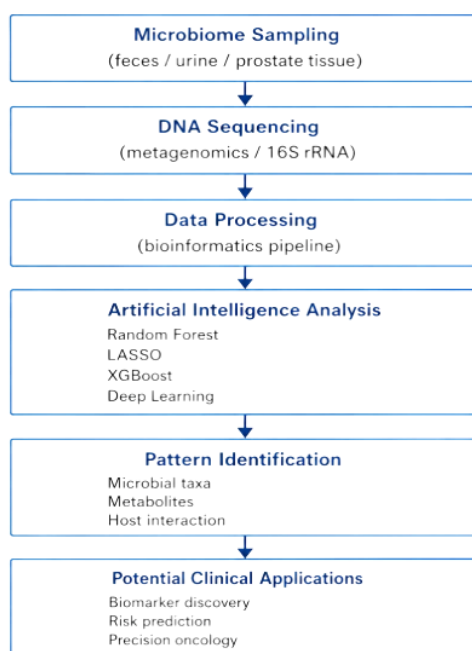 Microbiome Sampling
(feces / urine / prostate tissue)
DNA Sequencing
(metagenomics / 16S rRNA)
Data Processing
(bioinformatics pipeline)
Artificial Intelligence Analysis
Random Forest
LASSO
XGBoost
Deep Learning
Pattern Identification
Microbial taxa
Metabolites
Host interaction
Potential Clinical Applications
Biomarker discovery
Risk prediction
Precision oncology